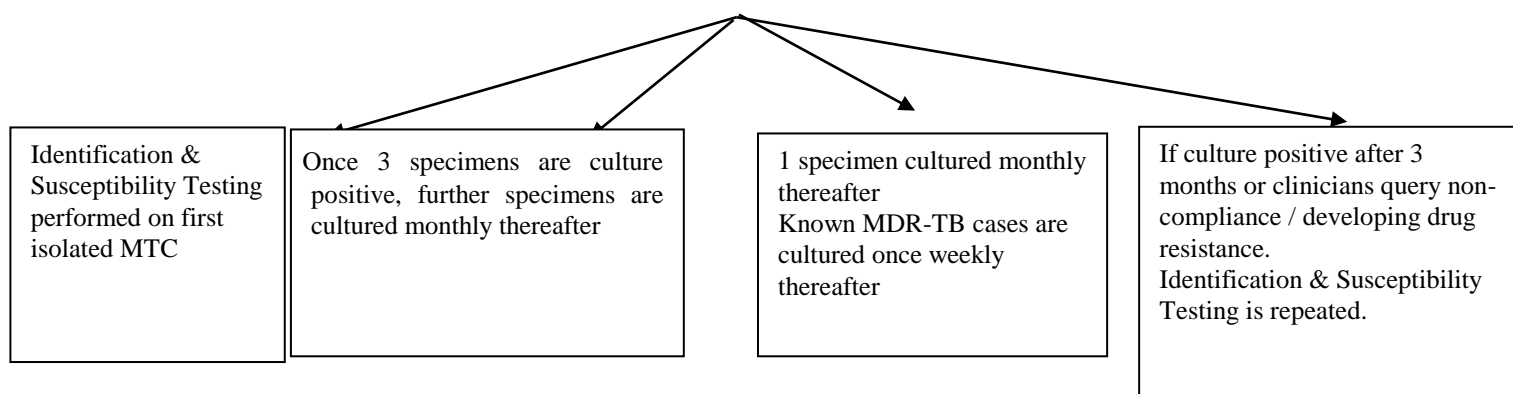 Identification &
Susceptibility Testing
performed on first
isolated MTC
Once 3 specimens are culture
positive, further specimens are
cultured monthly thereafter
1 specimen cultured monthly
thereafter
Known MDR-TB cases are
cultured once weekly
thereafter
If culture positive after 3
months or clinicians query non-
compliance / developing drug
resistance.
Identification & Susceptibility
Testing is repeated.